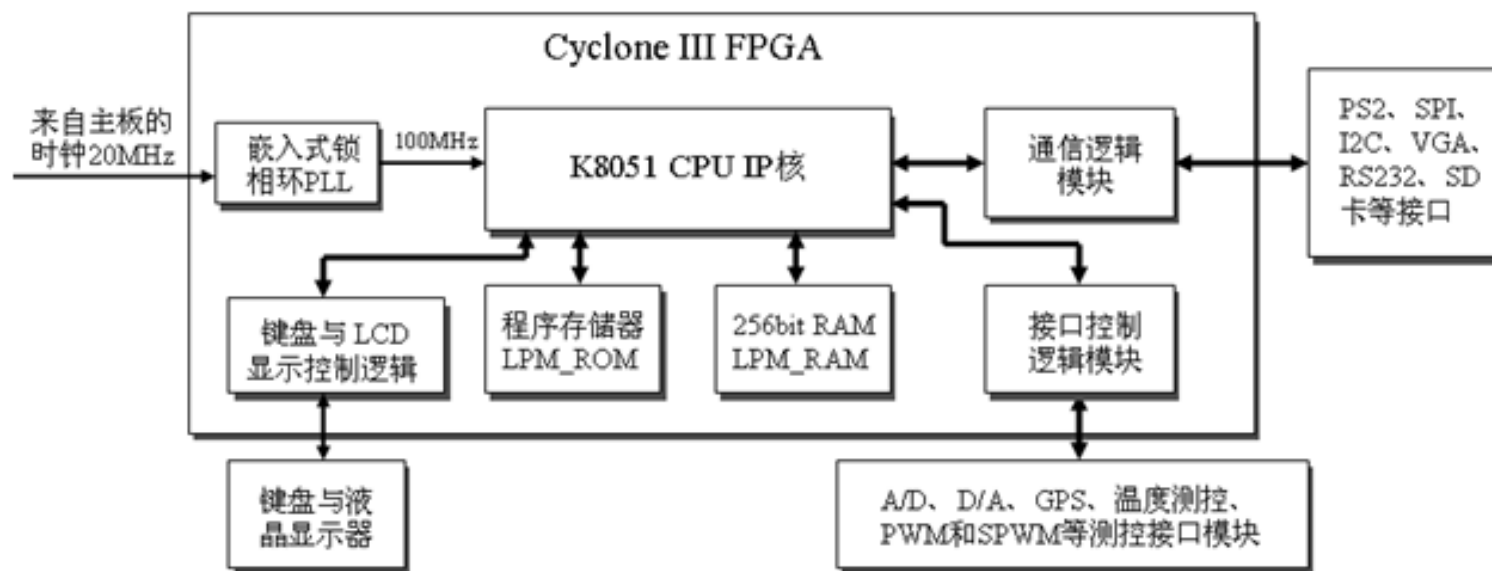 Cyclone III FPGA
来自主板的
时钟20MHz
嵌入式锁
相环PLL
100MHz
K8051 CPU IP核
通信逻辑
模块
PS2、SPI、
I2C、VGA、
RS232、SD
卡等接口
键盘与 LCD
显示控制逻辑
程序存储器
LPM_ROM
256bit RAM
LPM_RAM
接口控制
逻辑模块
键盘与液
晶显示器
A/D、D/A、GPS、温度测控、
PWM和SPWM等测控接口模块